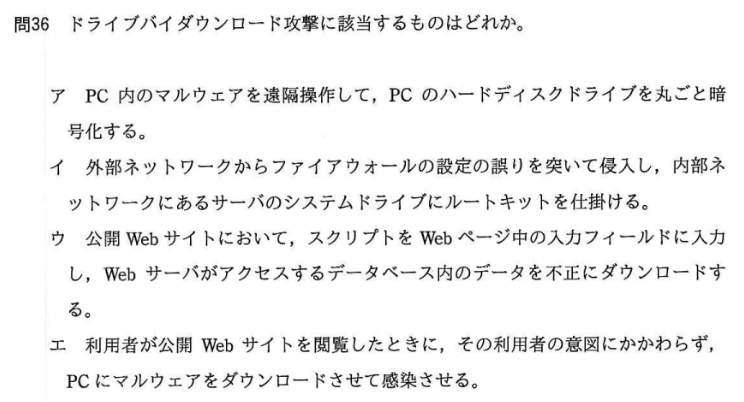 問36 ドライブバイダウンロード攻撃に該当するものはどれか。
ア PC 内のマルウェアを遠隔操作して，PC のハードディスクドライブを丸ごと暗
号化する。
イ 外部ネットワークからファイアウォールの設定の誤りを突いて侵入し，内部ネ
ットワークにあるサーバのシステムドライブにルートキットを仕掛ける。
ウ 公開 Web サイトにおいて，スクリプトを Web ページ中の入力フィールドに入力
し，Web サーバがアクセスするデータベース内のデータを不正にダウンロードす
る。
エ 利用者が公開 Web サイトを閲覧したときに，その利用者の意図にかかわらず，
PC にマルウェアをダウンロードさせて感染させる。